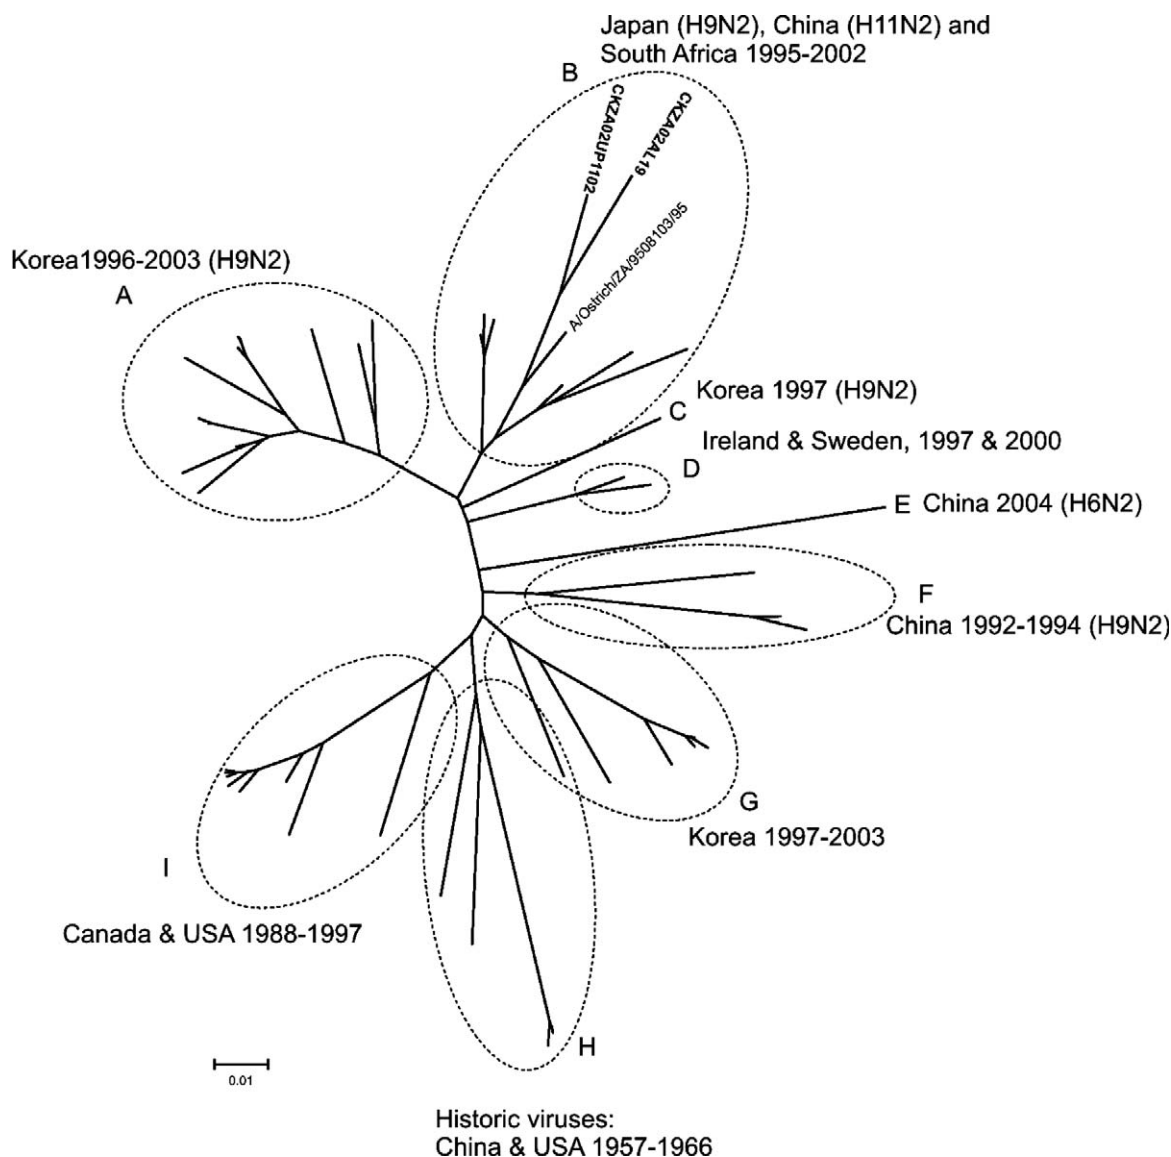 Japan (H9N2), China (H11N2) and
South Africa 1995-2002
B
CKZA02UP1102
CKZA02AL19
A/Ostrich/ZA/9508103/95
Korea1996-2003 (H9N2)
A
Korea 1997 (H9N2)
C
Ireland & Sweden, 1997 & 2000
D
E China 2004 (H6N2)
F
China 1992-1994 (H9N2)
G
Korea 1997-2003
I
Canada & USA 1988-1997
H
0.01
Historic viruses:
China & USA 1957-1966